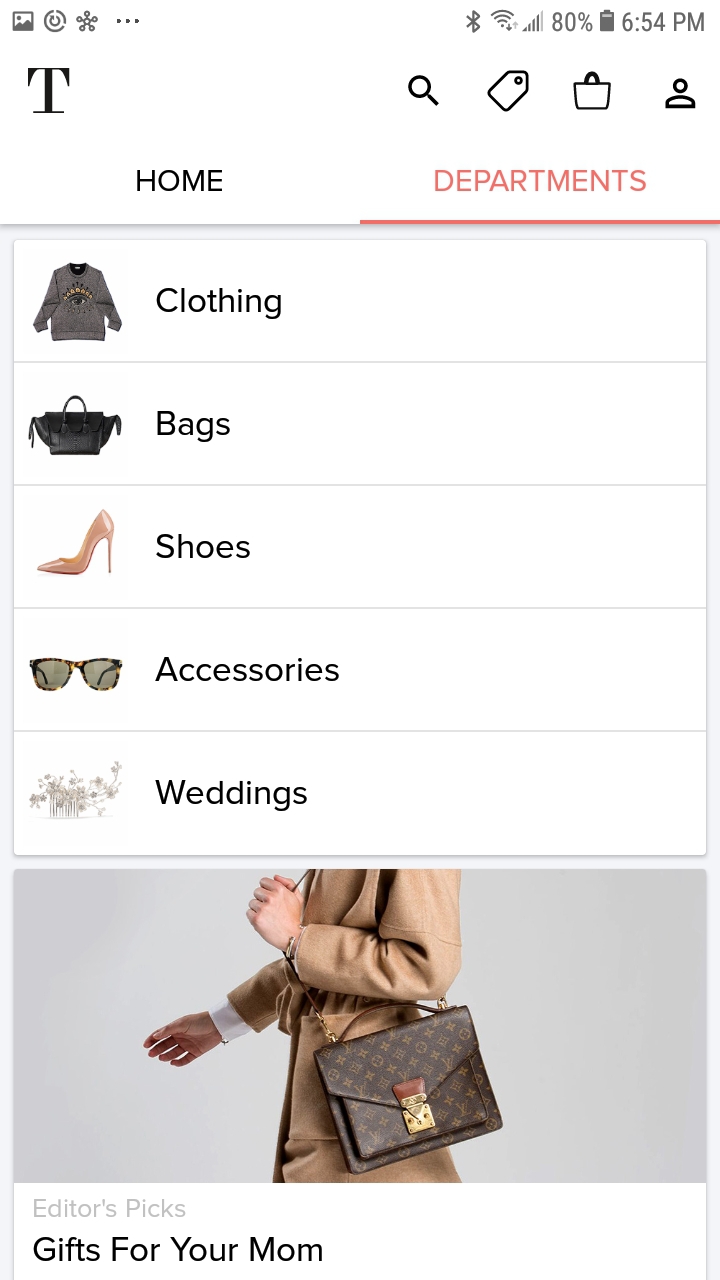 80% 6:54 PM
T
HOME DEPARTMENTS
Clothing
Bags
Shoes
Accessories
Weddings
Editor's Picks
Gifts For Your Mom